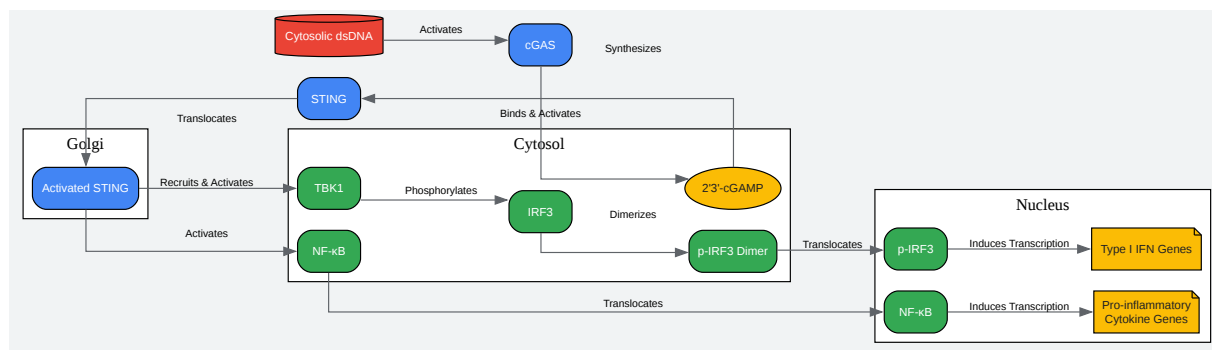 Cytosolic dsDNA
Activates
cGAS
Synthesizes
STING
Binds & Activates
Translocates
Golgi
Cytosol
Activated STING
Recruits & Activates
TBK1
Phosphorylates
IRF3
Dimerizes
2'3'-cGAMP
Activates
NF-κB
p-IRF3 Dimer
Translocates
Nucleus
p-IRF3
Induces Transcription
Type I IFN Genes
Translocates
NF-κB
Induces Transcription
Pro-inflammatory
Cytokine Genes